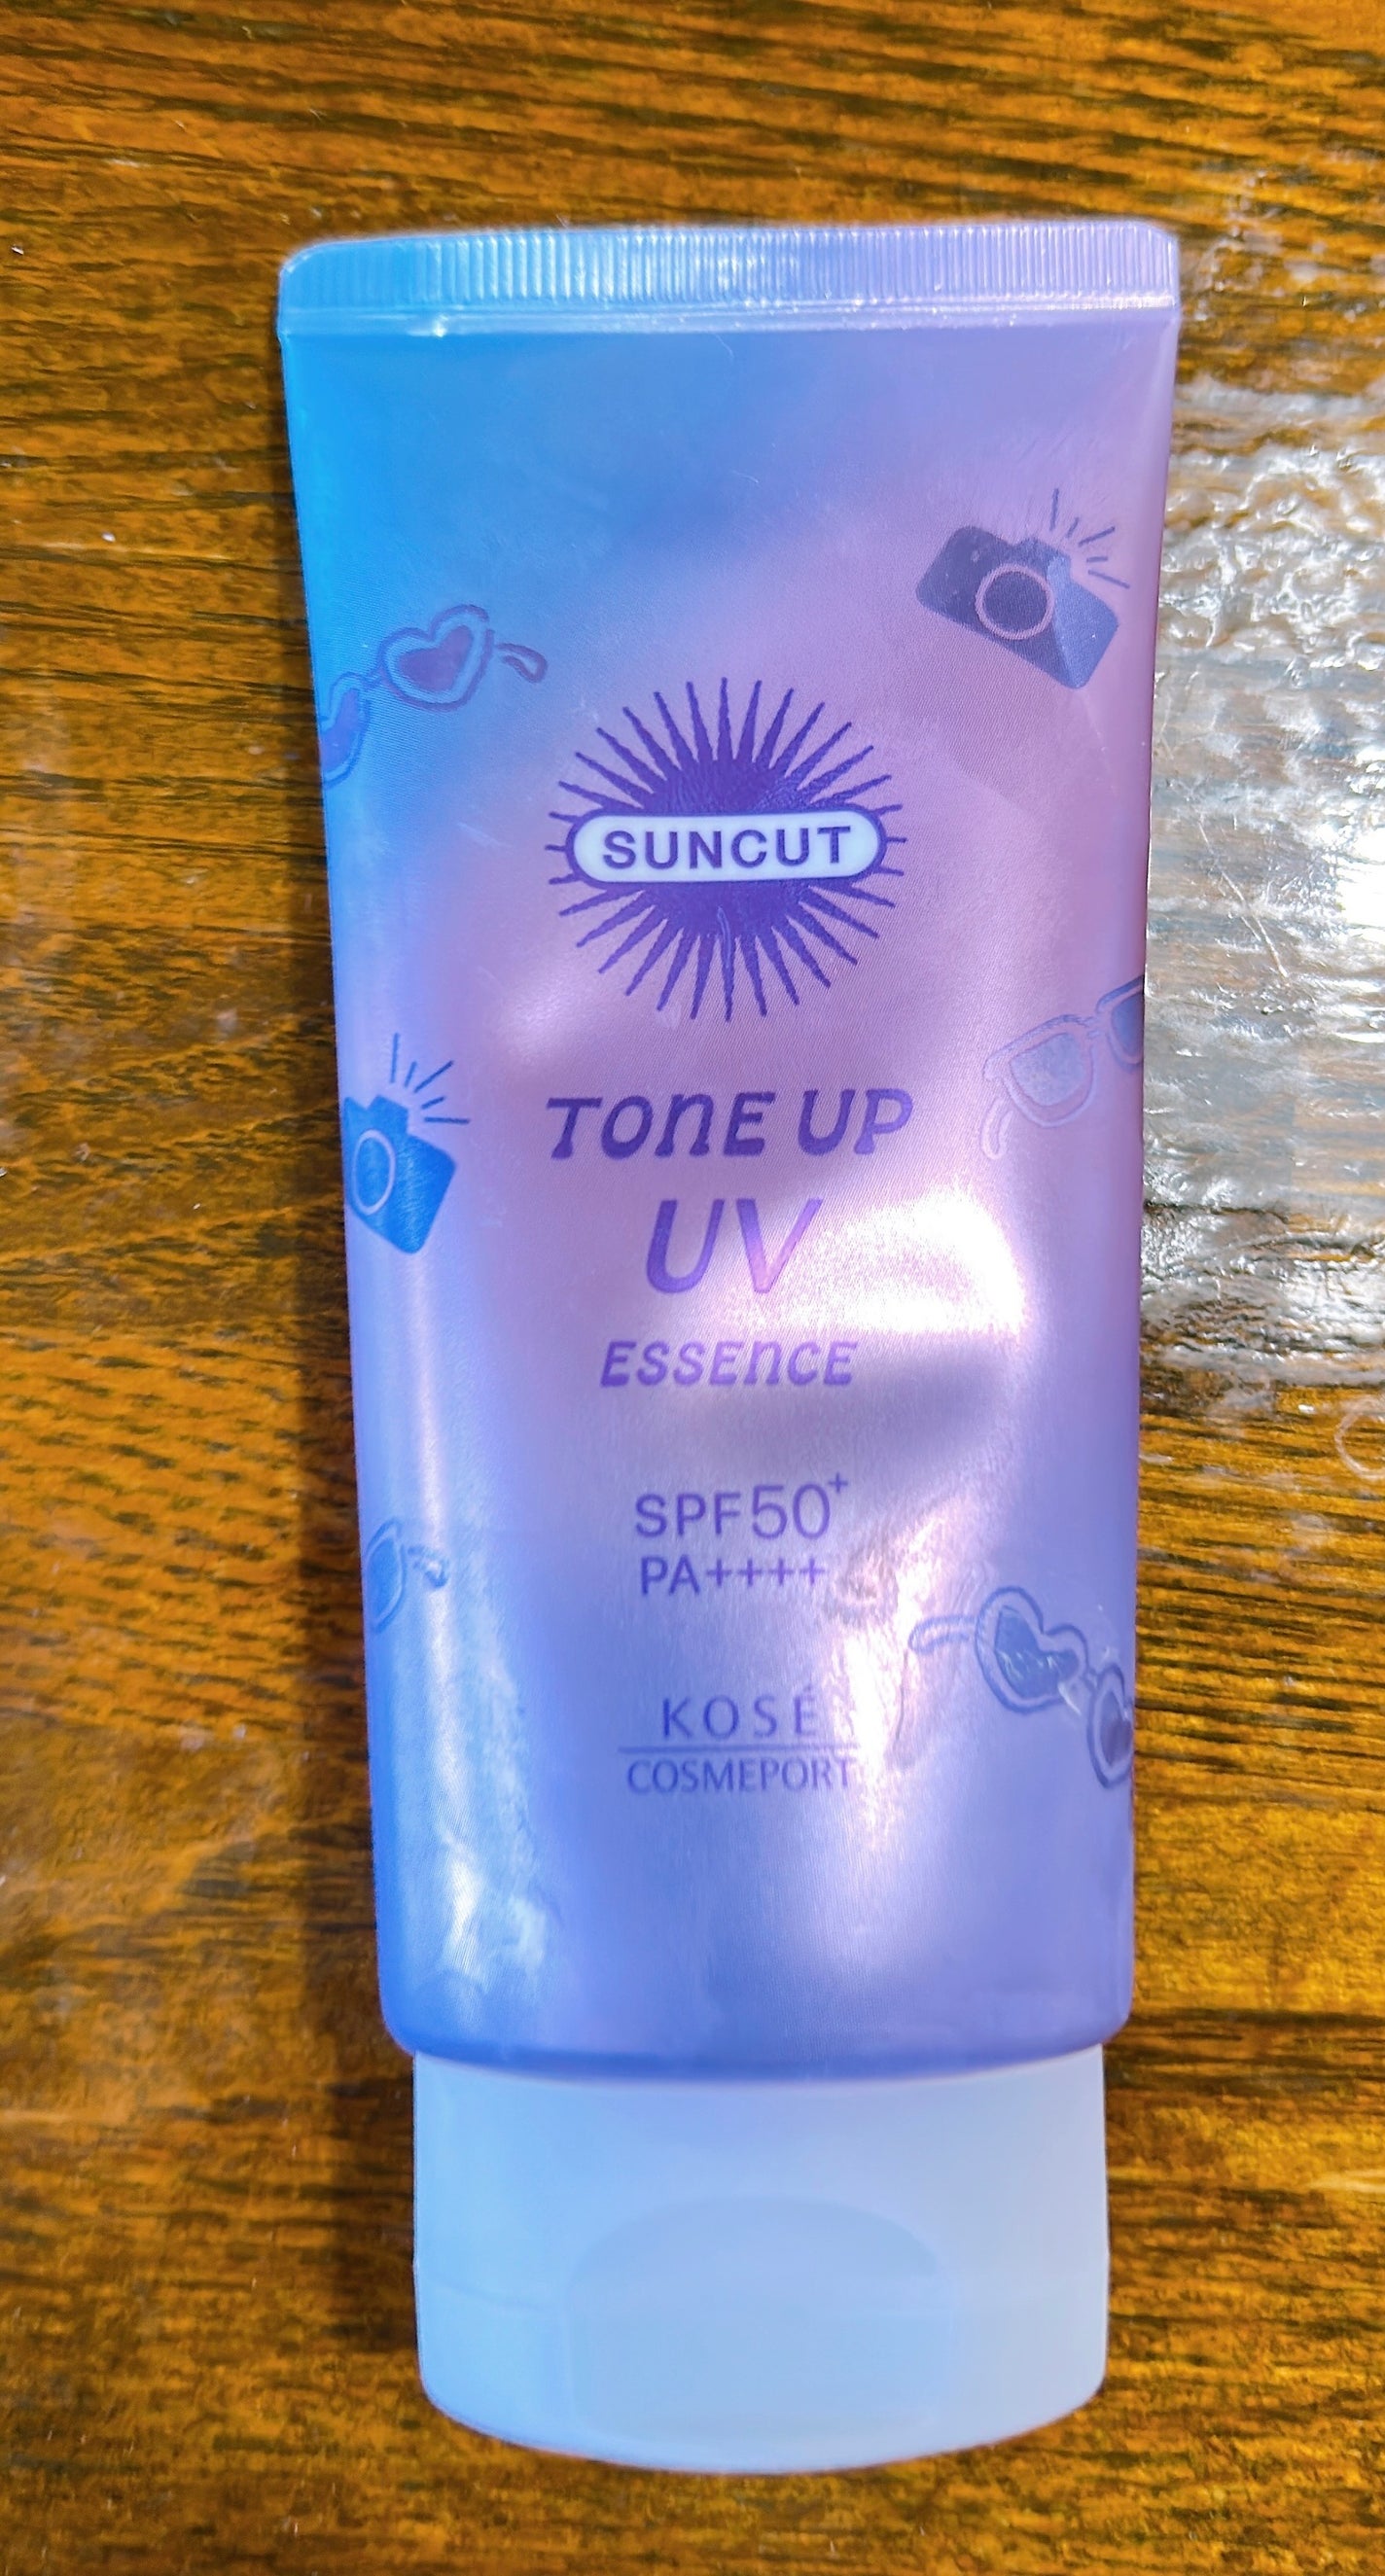 SUNCUT
TONE UP
UV
ESSENCE
SPF50+
PA++++
KOSÉ
COSMEPORT